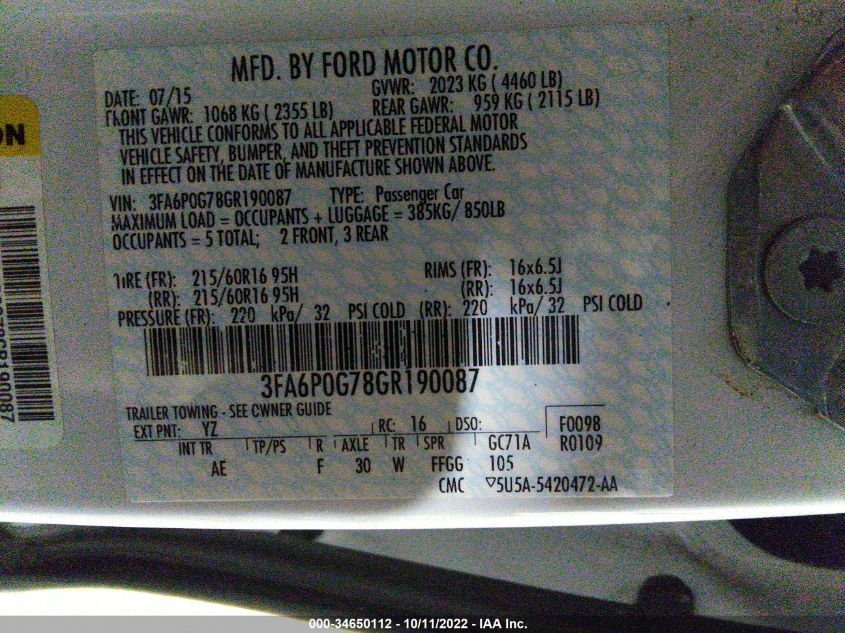 MFD. BY FORD MOTOR CO.
DATE: 07/15 GVWR: 2023 KG ( 4460 LB)
FRONT GAWR: 1068 KG ( 2355 LB) REAR GAWR: 959 KG ( 2115 LB)
THIS VEHICLE CONFORMS TO ALL APPLICABLE FEDERAL MOTOR
VEHICLE SAFETY, BUMPER, AND THEFT PREVENTION STANDARDS
IN EFFECT ON THE DATE OF MANUFACTURE SHOWN ABOVE.
VIN: 3FA6P0G78GR190087 TYPE: Passenger Car
MAXIMUM LOAD = OCCUPANTS + LUGGAGE = 385KG/ 850LB
OCCUPANTS = 5 TOTAL; 2 FRONT, 3 REAR
TIRE (FR): 215/60R16 95H RIMS (FR): 16x6.5J
(RR): 215/60R16 95H (RR): 16x6.5J
PRESSURE (FR): 220 kPa/ 32 PSI COLD (RR): 220 kPa/ 32 PSI COLD
3FA6P0G78GR190087
TRAILER TOWING - SEE OWNER GUIDE
EXT PNT: YZ RC: 16 DSO: F0098
INT TR TP/PS R AXLE TR SPR GC71A R0109
AE F 30 W FFGG 105
CMC ▽5U5A-5420472-AA
ON
GR190087
000-34650112 - 10/11/2022 - IAA Inc.